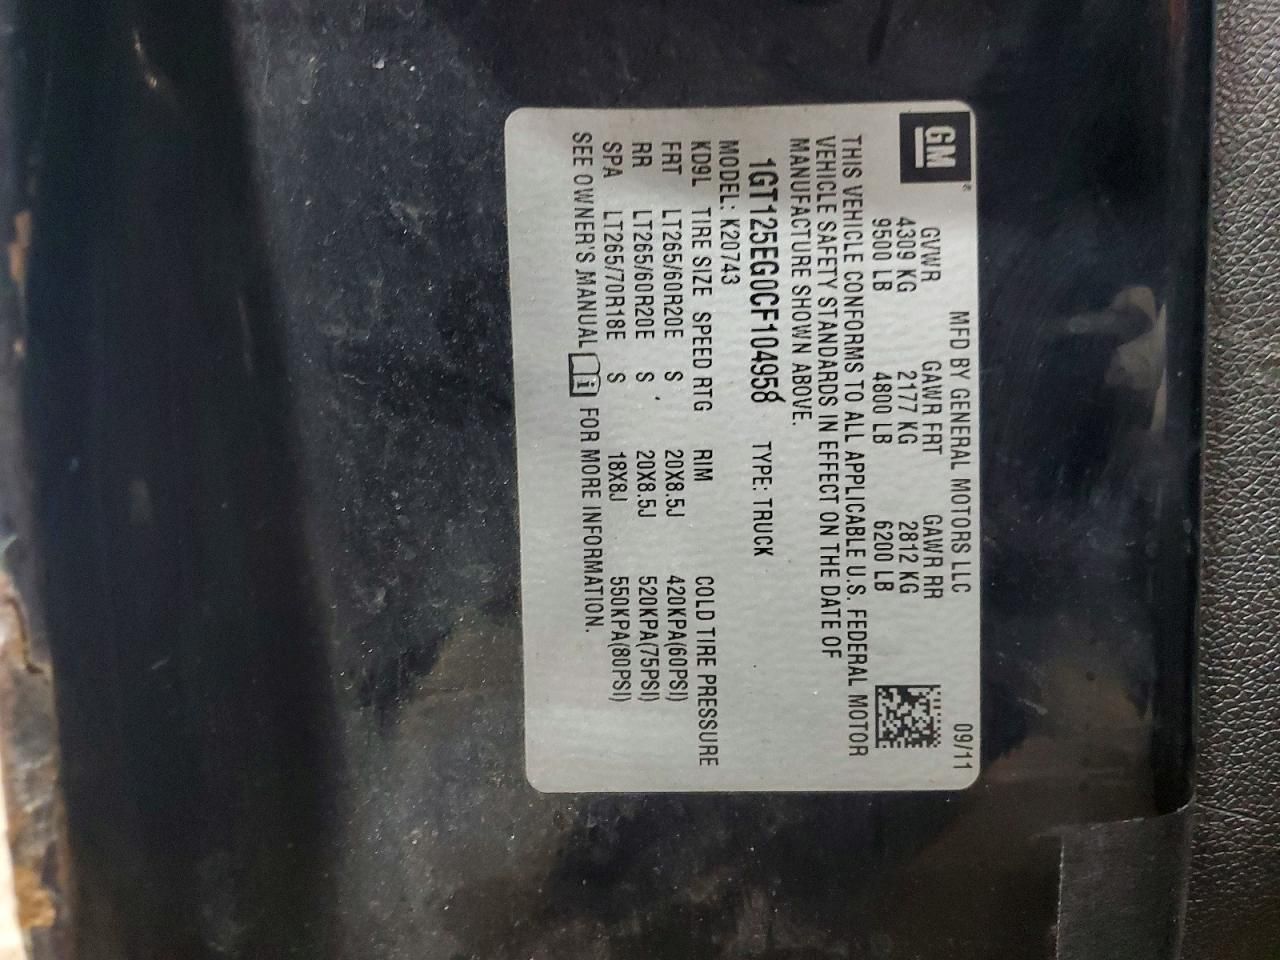 GM®
MFD BY GENERAL MOTORS LLC 09/11
GVWR GAWR FRT GAWR RR
4309 KG 2177 KG 2812 KG
9500 LB 4800 LB 6200 LB
THIS VEHICLE CONFORMS TO ALL APPLICABLE U.S. FEDERAL MOTOR
VEHICLE SAFETY STANDARDS IN EFFECT ON THE DATE OF
MANUFACTURE SHOWN ABOVE.
1GT125EG0CF104958 TYPE: TRUCK
MODEL: K20743
KD9L TIRE SIZE SPEED RTG RIM COLD TIRE PRESSURE
FRT LT265/60R20E S 20X8.5J 420KPA(60PSI)
RR LT265/60R20E S 20X8.5J 520KPA(75PSI)
SPA LT265/70R18E S 18X8J 550KPA(80PSI)
SEE OWNER'S MANUAL i FOR MORE INFORMATION.